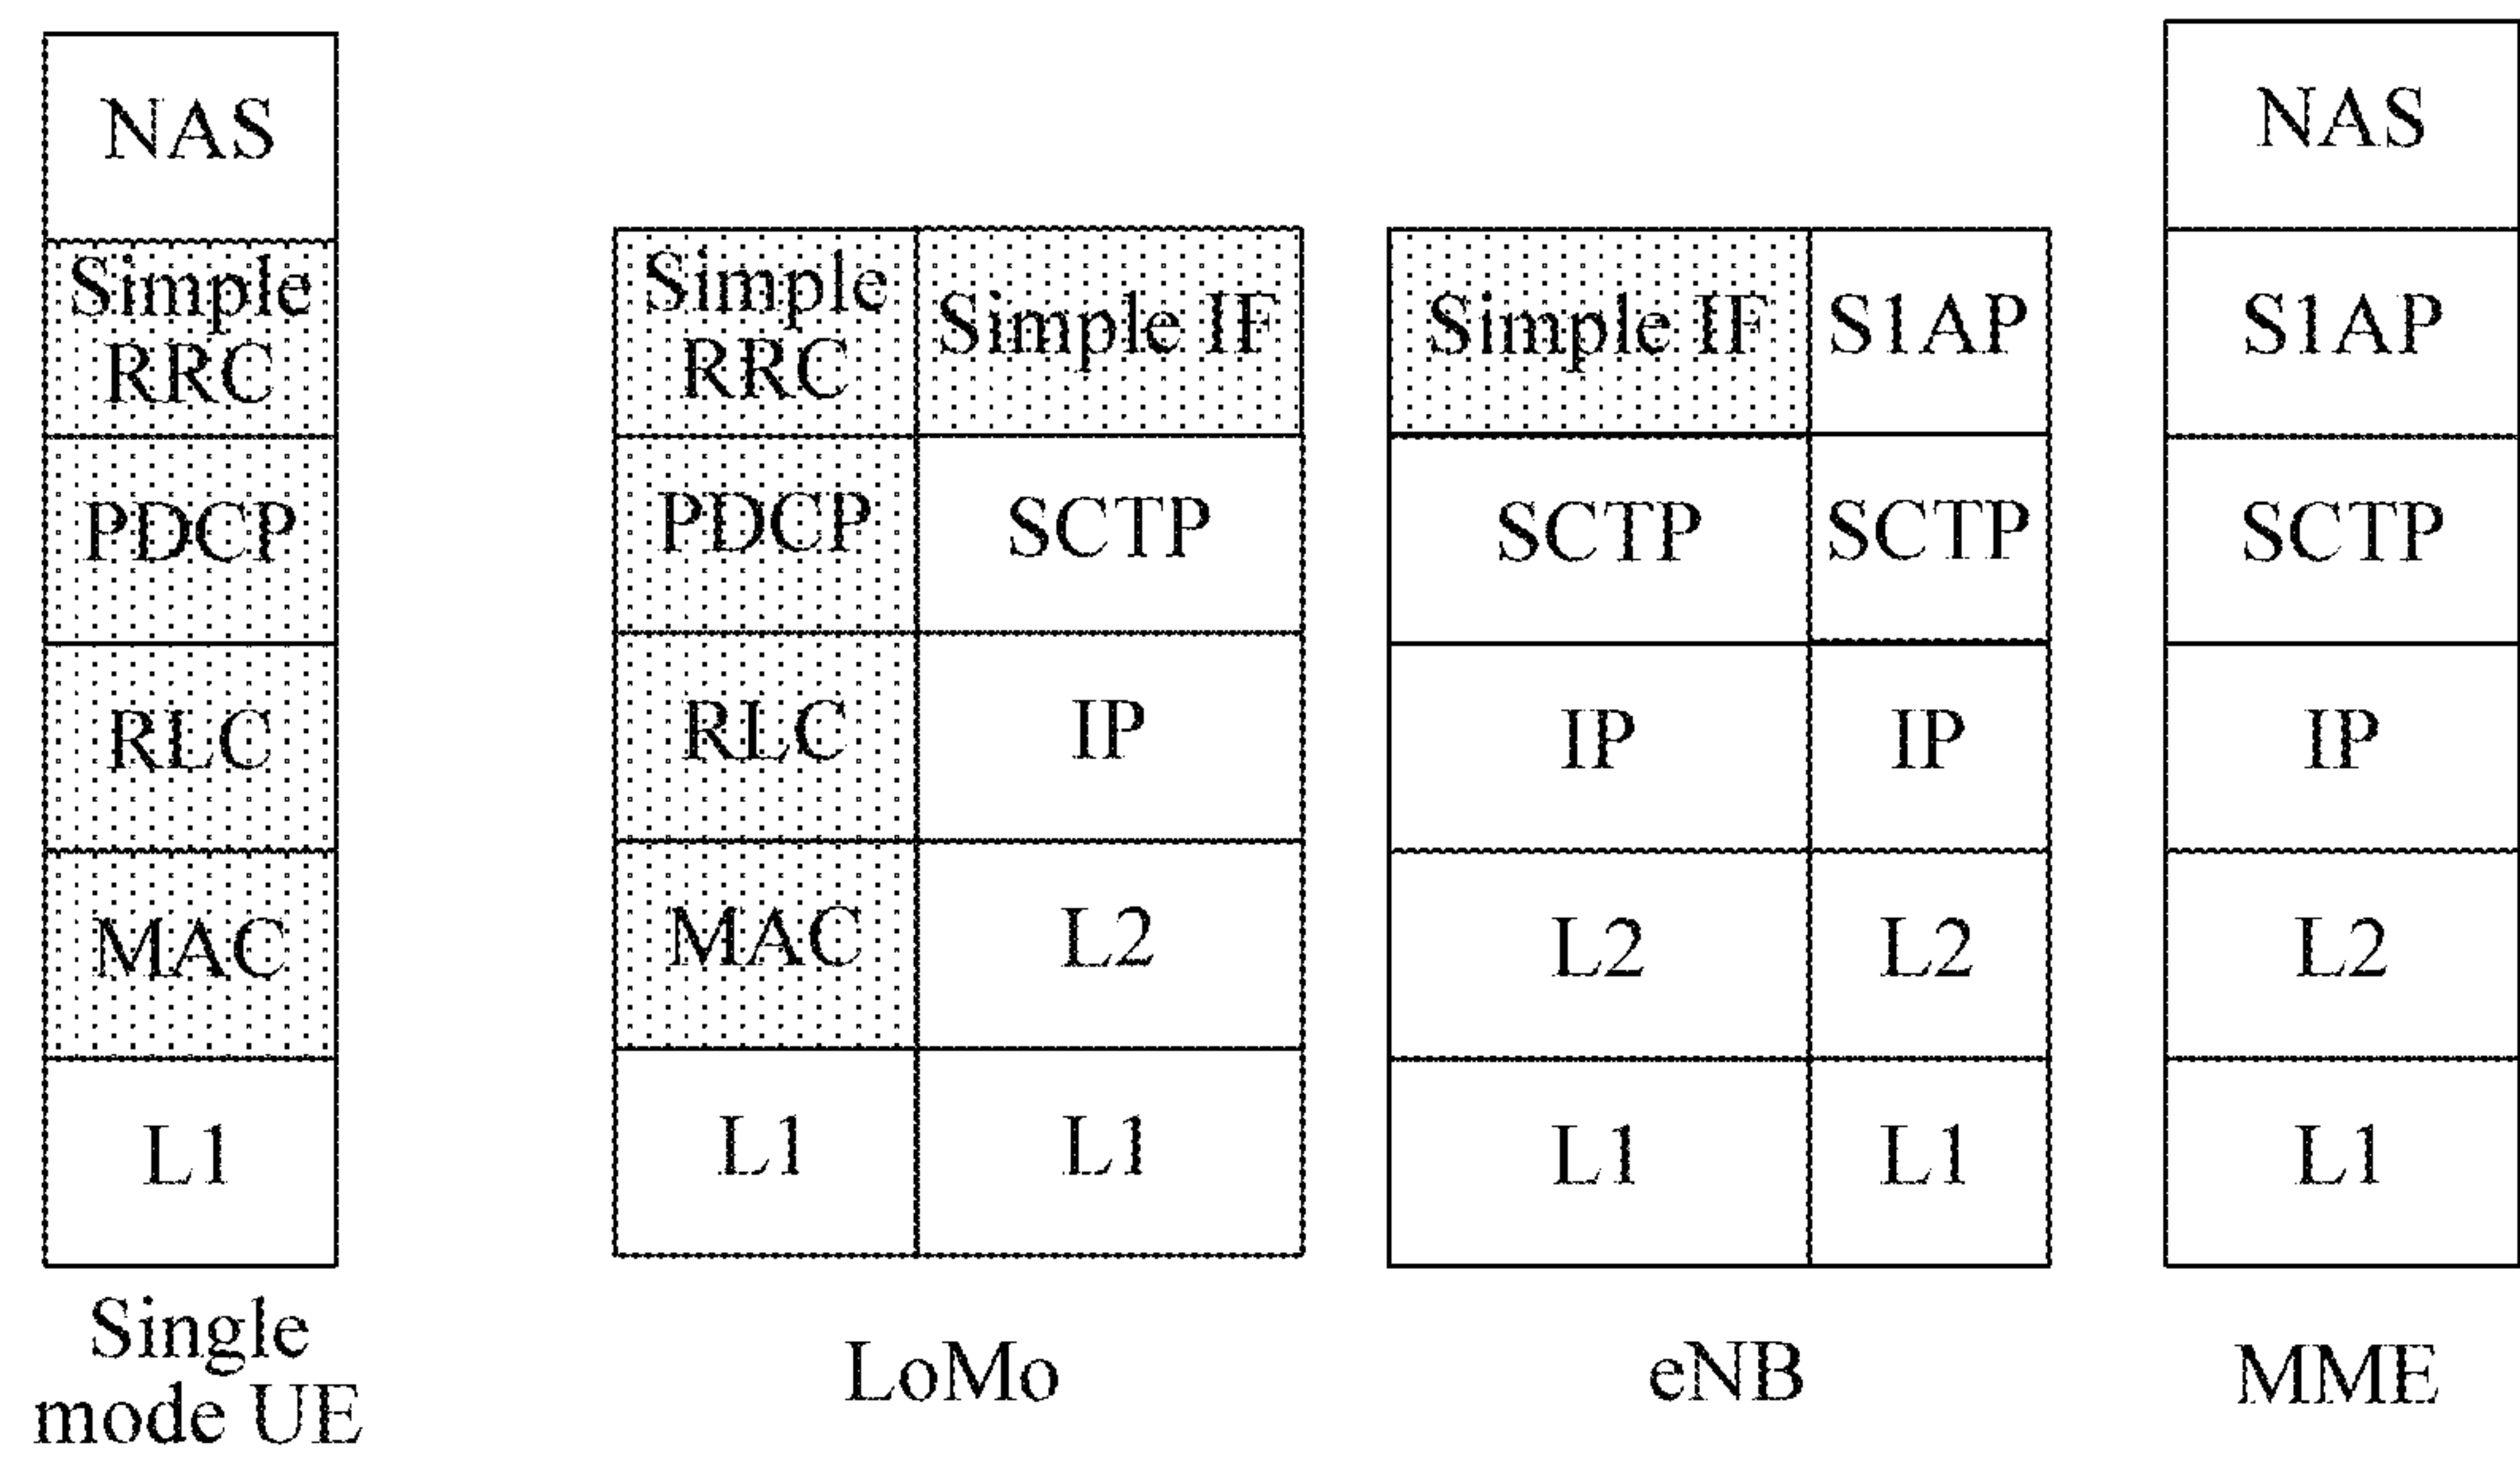 NAS
Simple
RRC
PDCP
RLC
MAC
L1
Single
mode UE
Simple
RRC
Simple IF
PDCP
SCTP
RLC
IP
MAC
L2
L1
L1
LoMo
Simple IF
S1AP
SCTP
SCTP
IP
IP
L2
L2
L1
L1
eNB
NAS
S1AP
SCTP
IP
L2
L1
MME